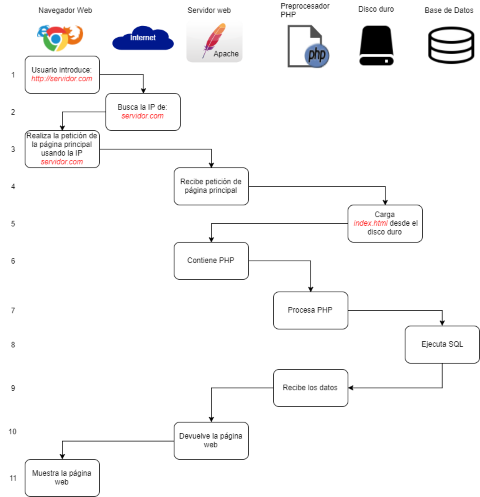 Navegador Web
Servidor web
Preprocesador
PHP
Disco duro
Base de Datos
Internet
Apache
php
1
Usuario introduce:
http://servidor.com
2
Busca la IP de:
servidor.com
3
Realiza la petición de
la página principal
usando la IP
servidor.com
4
Recibe petición de
página principal
5
Carga
index.html desde el
disco duro
6
Contiene PHP
7
Procesa PHP
8
Ejecuta SQL
9
Recibe los datos
10
Devuelve la página
web
11
Muestra la página
web